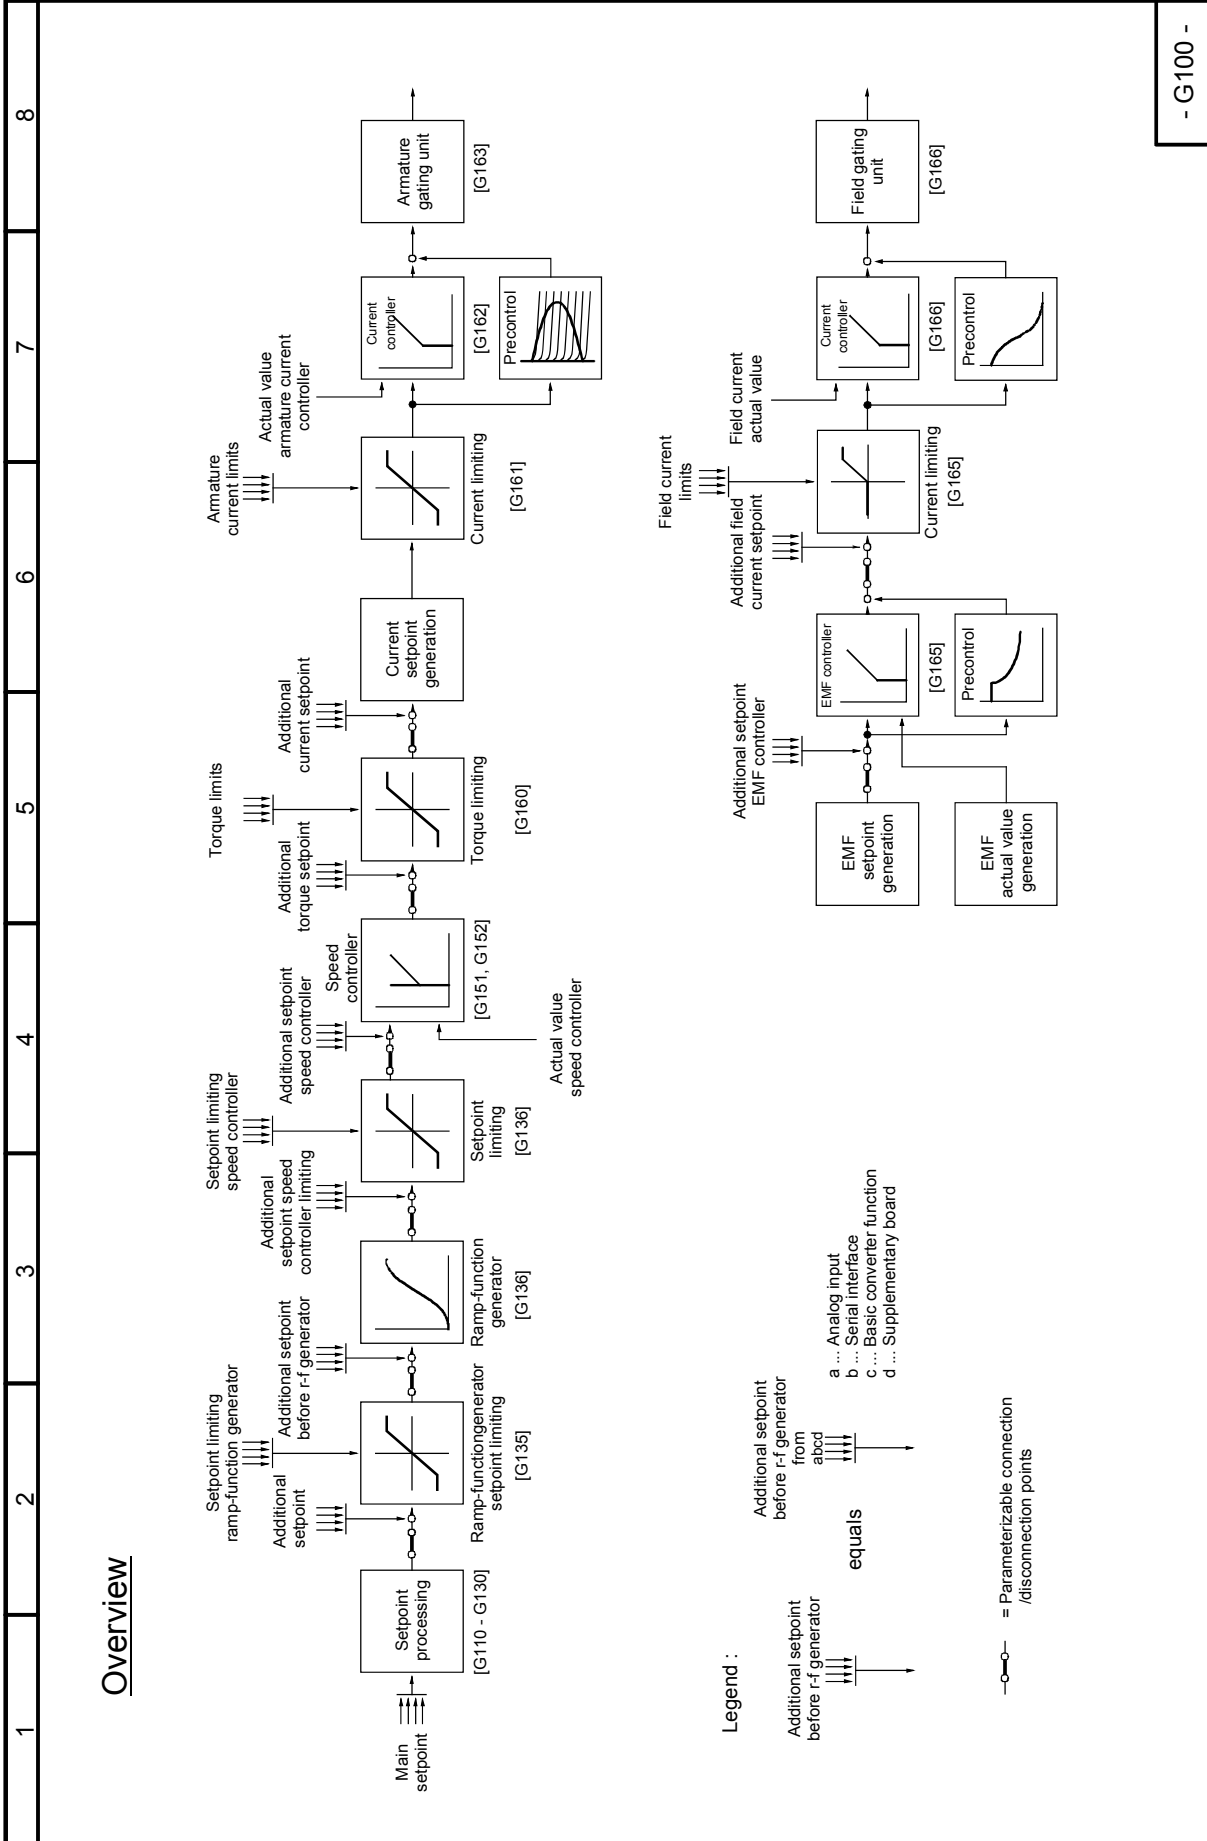 Overview
1
2
3
4
5
6
7
8
Main
setpoint
Setpoint
processing
[G110 - G130]
Additional
setpoint
Setpoint limiting
ramp-function generator
Ramp-functiongenerator
setpoint limiting
[G135]
Additional setpoint
before r-f generator
Ramp-function
generator
[G136]
Additional
setpoint speed
controller limiting
Setpoint limiting
speed controller
Setpoint
limiting
[G136]
Additional setpoint
speed controller
Speed
controller
[G151, G152]
Actual value
speed controller
Additional
torque setpoint
Torque limits
Torque limiting
[G160]
Additional
current setpoint
Current
setpoint
generation
Armature
current limits
Current limiting
[G161]
Actual value
armature current
controller
Current
controller
[G162]
Precontrol
Armature
gating unit
[G163]
EMF
setpoint
generation
EMF
actual value
generation
Additional setpoint
EMF controller
EMF controller
[G165]
Precontrol
Additional field
current setpoint
Field current
limits
Current limiting
[G165]
Field current
actual value
Current
controller
[G166]
Precontrol
Field gating
unit
[G166]
Legend :
Additional setpoint
before r-f generator
equals
Additional setpoint
before r-f generator
from
abcd
a ... Analog input
b ... Serial interface
c ... Basic converter function
d ... Supplementary board
= Parameterizable connection
/disconnection points
- G100 -